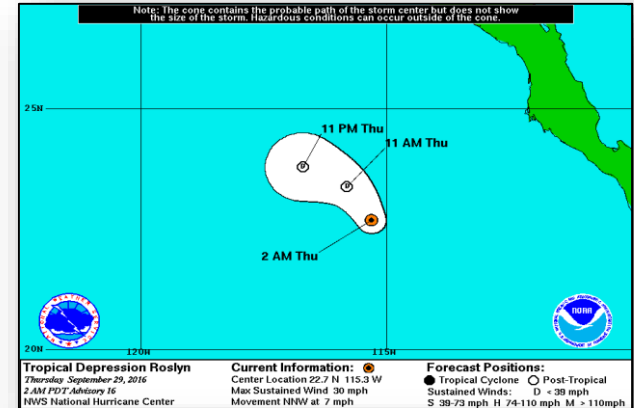 Note: The cone contains the probable path of the storm center but does not show
the size of the storm. Hazardous conditions can occur outside of the cone.
25N
11 PM Thu
11 AM Thu
D
D
2 AM Thu
NOAA
20N
120W
115W
Tropical Depression Roslyn
Thursday September 29, 2016
2 AM PDT Advisory 16
NWS National Hurricane Center
Current Information:
Center Location 22.7 N 115.3 W
Max Sustained Wind 30 mph
Movement NNW at 7 mph
Forecast Positions:
Tropical Cyclone Post-Tropical
Sustained Winds: D < 39 mph
S 39-73 mph H 74-110 mph M > 110mph